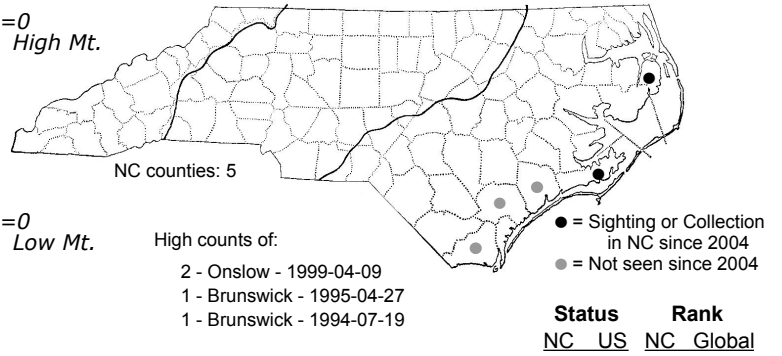 =0
High Mt.
NC counties: 5
=0
Low Mt.
High counts of:
2 - Onslow - 1999-04-09
1 - Brunswick - 1995-04-27
1 - Brunswick - 1994-07-19
= Sighting or Collection
in NC since 2004
= Not seen since 2004
Status Rank
NC US NC Global